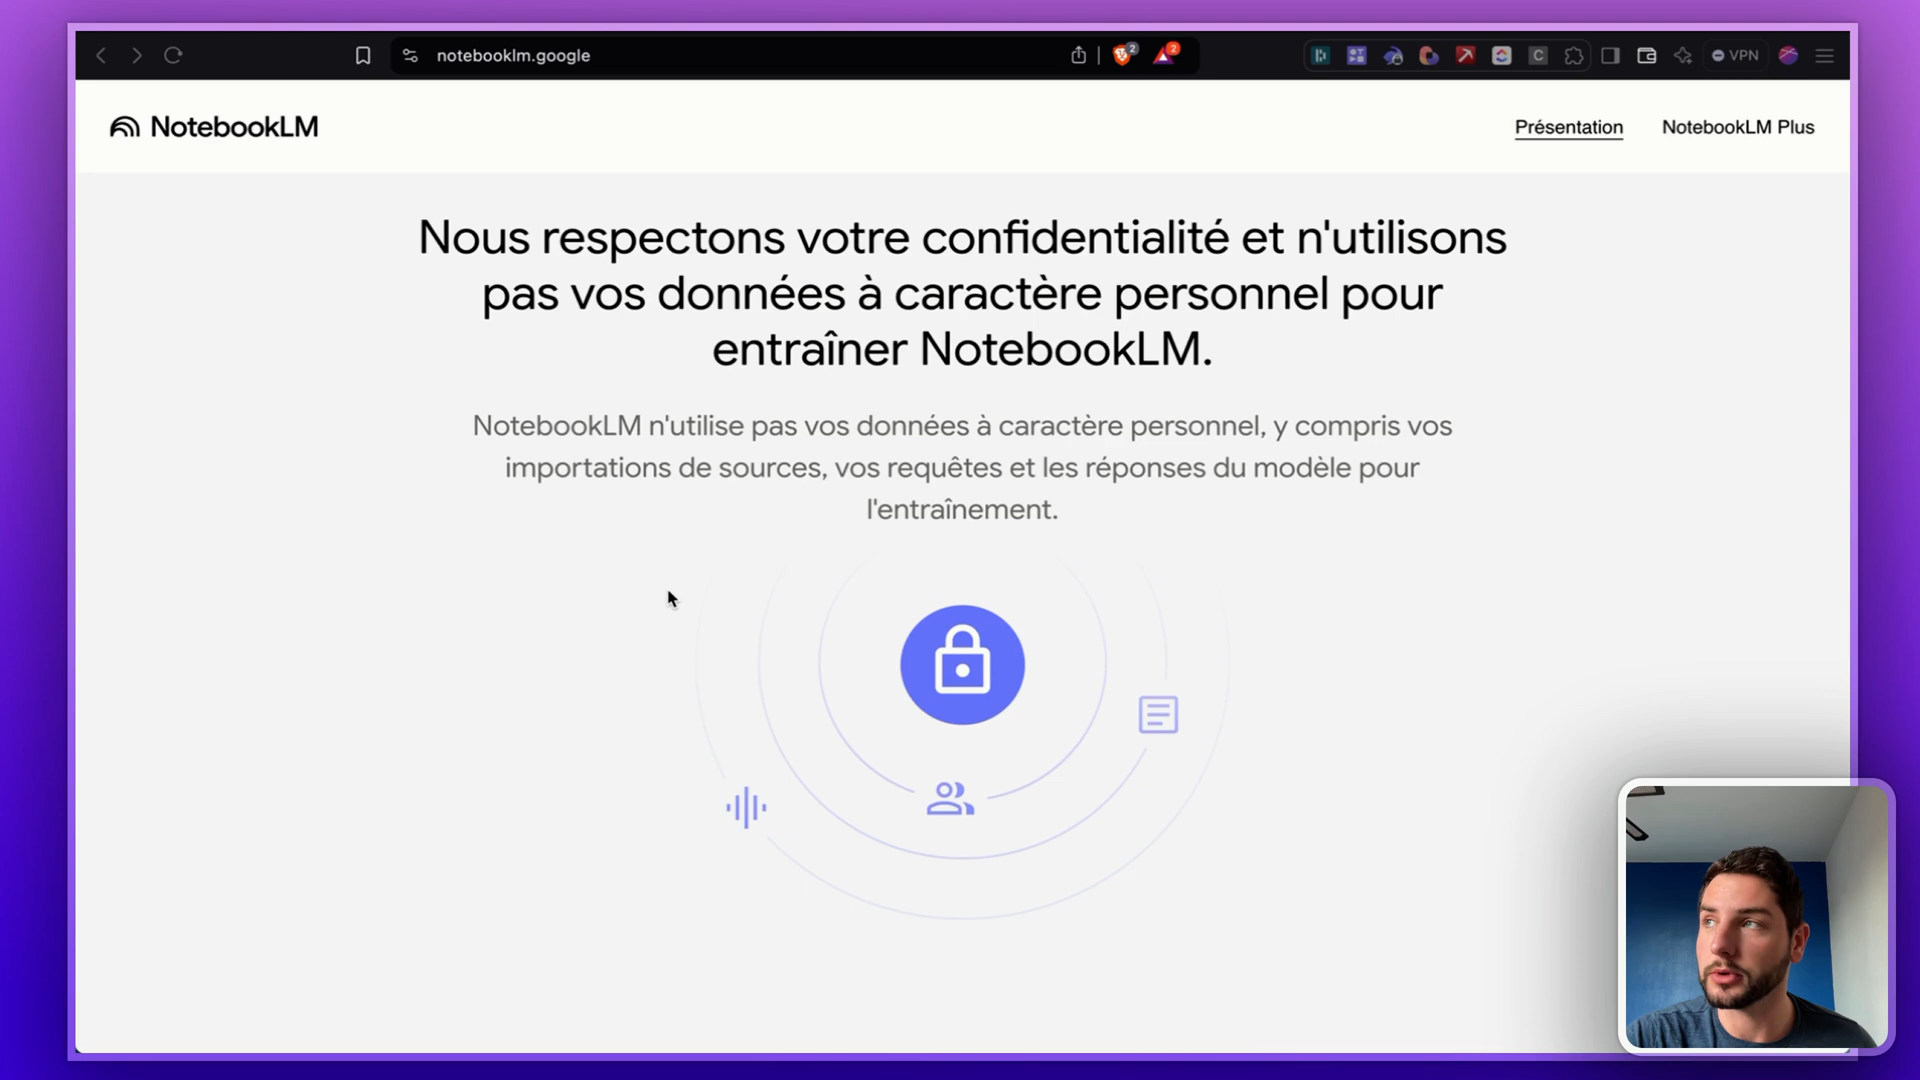 notebooklm.google
2
2
C
VPN
NotebookLM
Présentation
NotebookLM Plus
Nous respectons votre confidentialité et n'utilisons
pas vos données à caractère personnel pour
entraîner NotebookLM.
NotebookLM n'utilise pas vos données à caractère personnel, y compris vos
importations de sources, vos requêtes et les réponses du modèle pour
l'entraînement.